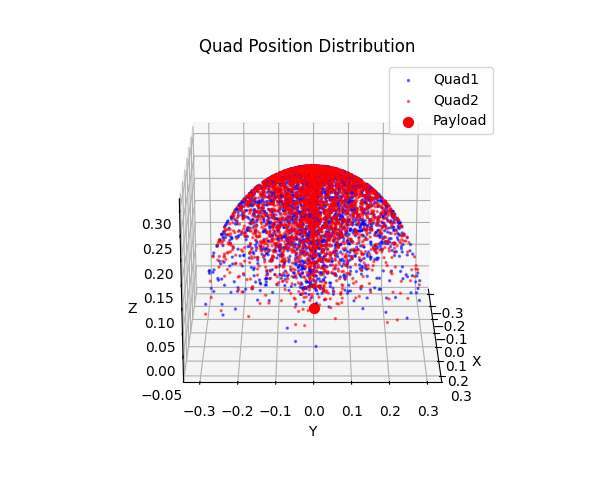 Quad Position Distribution
Quad1
Quad2
Payload
0.30
0.25
0.20
0.15
0.10
0.05
0.00
−0.05
Z
−0.3
−0.2
−0.1
0.0
0.1
0.2
0.3
X
−0.3 −0.2 −0.1 0.0 0.1 0.2 0.3
Y